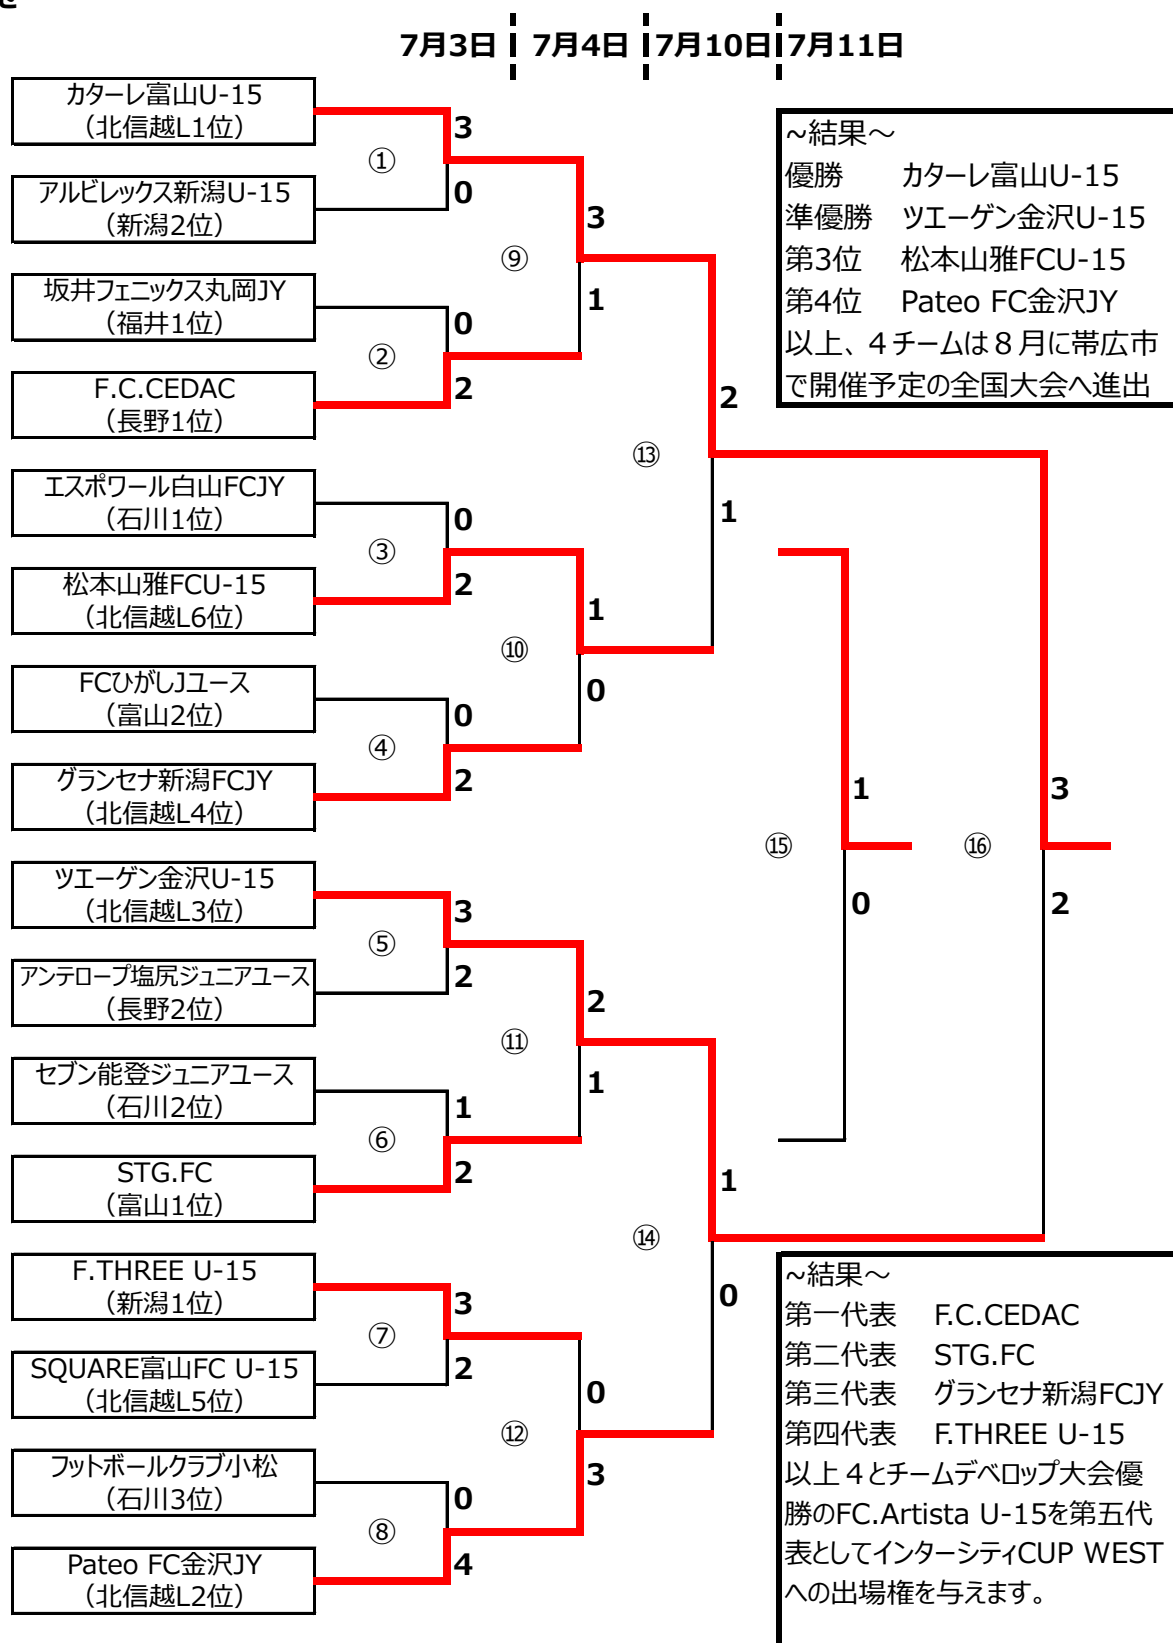 7月3日 7月4日 7月10日 7月11日
カターレ富山U-15
（北信越L1位）
アルビレックス新潟U-15
（新潟2位）
坂井フェニックス丸岡JY
（福井1位）
F.C.CEDAC
（長野1位）
エスポワール白山FCJY
（石川1位）
松本山雅FCU-15
（北信越L6位）
FCひがしJユース
（富山2位）
グランセナ新潟FCJY
（北信越L4位）
ツエーゲン金沢U-15
（北信越L3位）
アンテロープ塩尻ジュニアユース
（長野2位）
セブン能登ジュニアユース
（石川2位）
STG.FC
（富山1位）
F.THREE U-15
（新潟1位）
SQUARE富山FC U-15
（北信越L5位）
フットボールクラブ小松
（石川3位）
Pateo FC金沢JY
（北信越L2位）
3
①
0
0
②
2
0
③
2
0
④
2
3
⑤
2
1
⑥
2
3
⑦
2
0
⑧
4
3
⑨
1
1
⑩
0
2
⑪
1
0
⑫
3
2
⑬
1
1
⑭
0
1
⑮
0
3
⑯
2
~結果～
優勝 カターレ富山U-15
準優勝 ツエーゲン金沢U-15
第3位 松本山雅FCU-15
第4位 Pateo FC金沢JY
以上、４チームは８月に帯広市
で開催予定の全国大会へ進出
~結果～
第一代表 F.C.CEDAC
第二代表 STG.FC
第三代表 グランセナ新潟FCJY
第四代表 F.THREE U-15
以上４とチームデベロップ大会優
勝のFC.Artista U-15を第五代
表としてインターシティCUP WEST
への出場権を与えます。